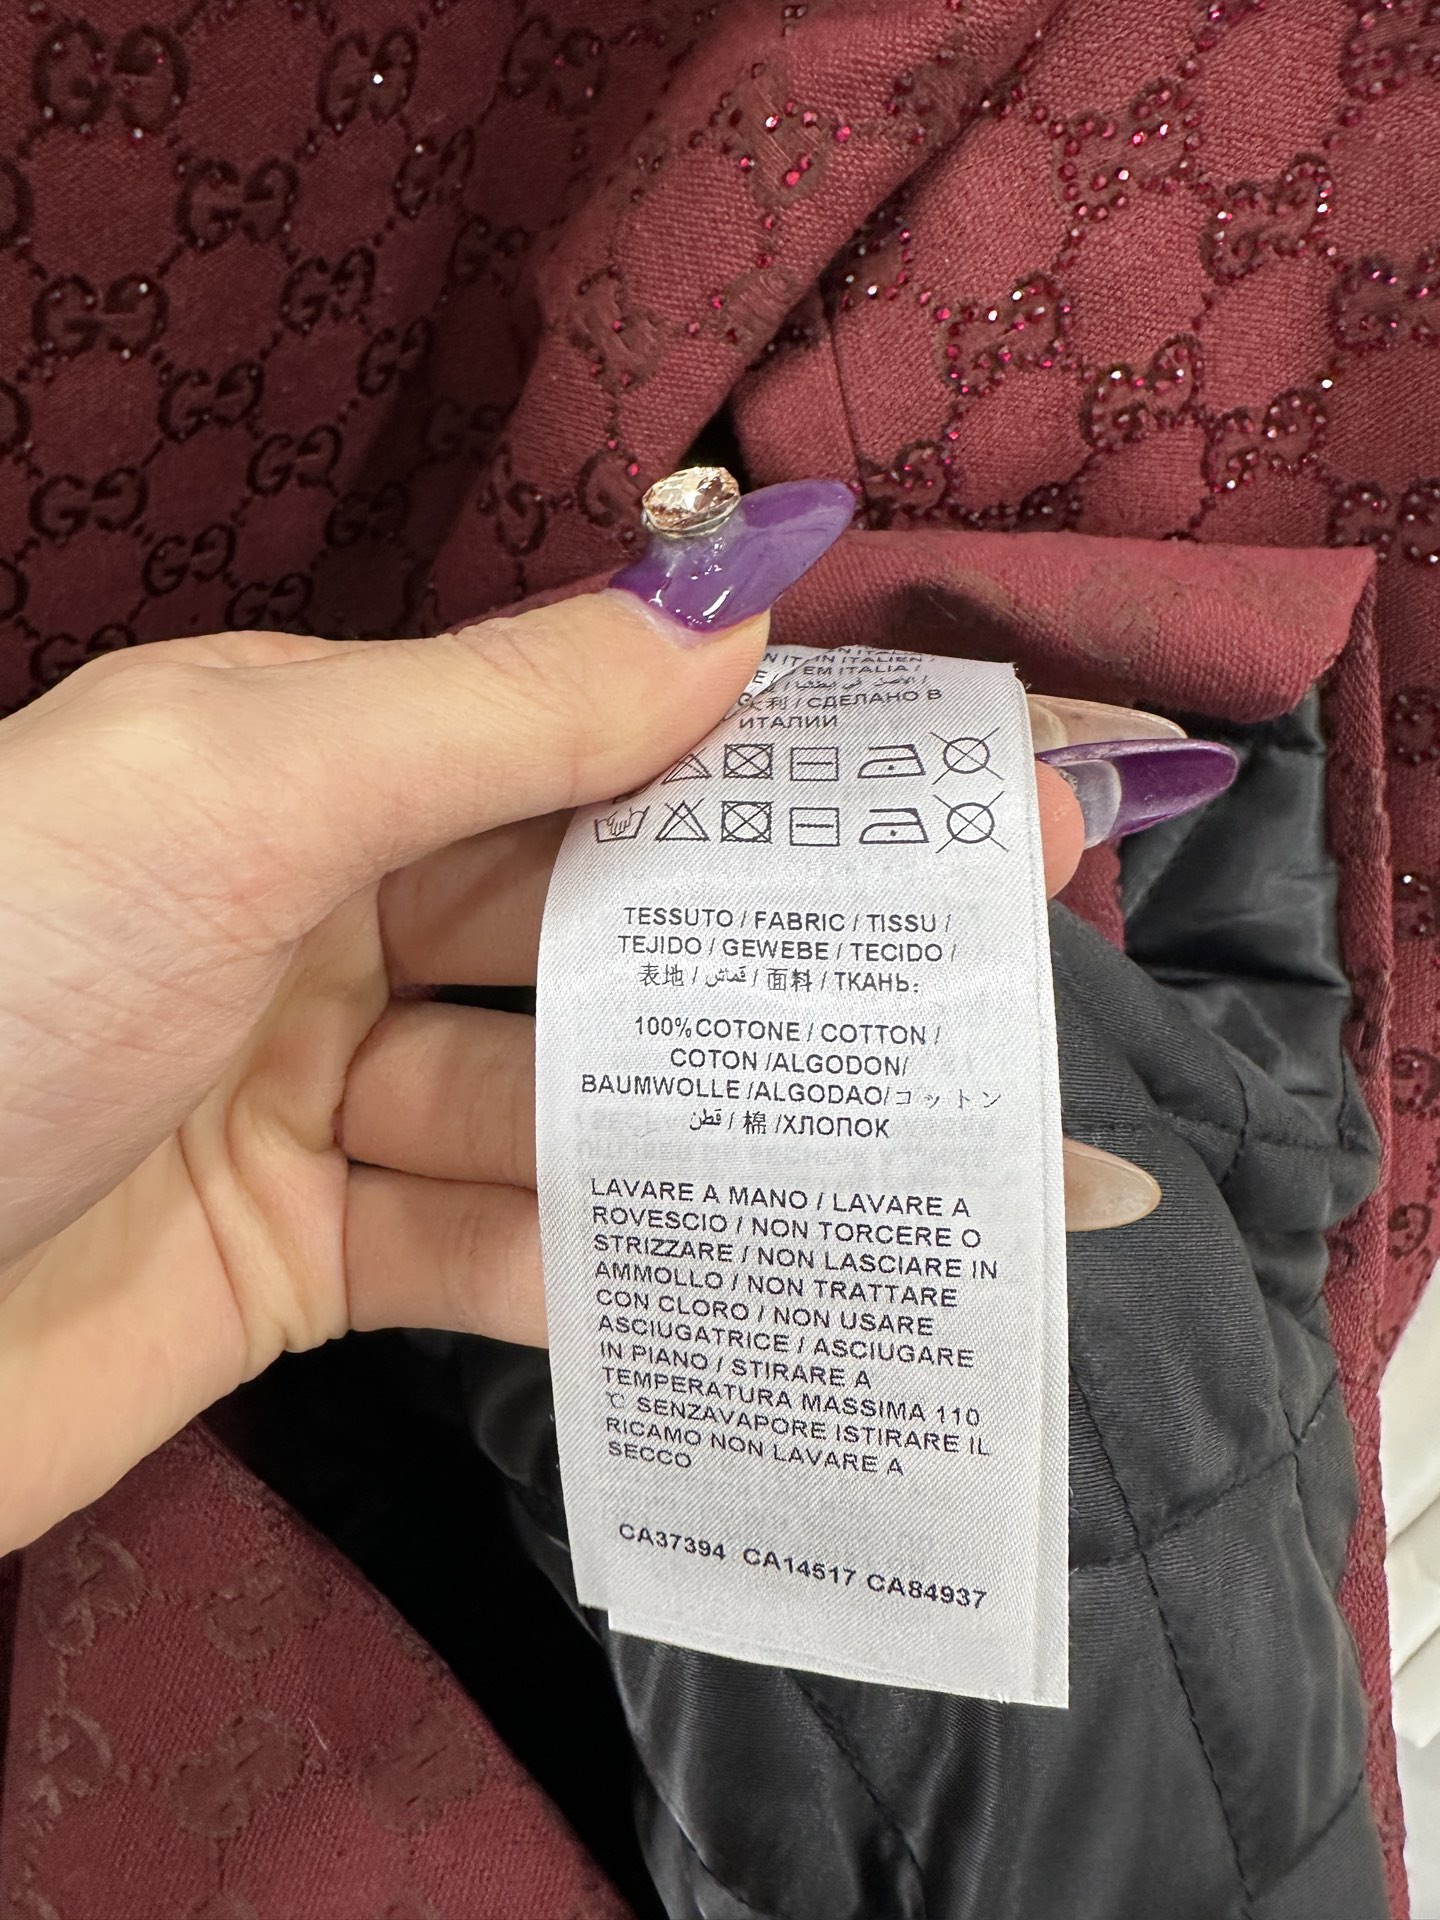 IN ITALIEN /
EM ITALIA /
/ СДЕЛАНО В
ИТАЛИИ
TESSUTO / FABRIC / TISSU /
TEJIDO / GEWEBE / TECIDO /
表地 / قماش / 面料 / ТКАНЬ:
100%COTONE / COTTON /
COTON /ALGODON/
BAUMWOLLE /ALGODAO/コットン
قطن / 棉 /ХЛОПОК
LAVARE A MANO / LAVARE A
ROVESCIO / NON TORCERE O
STRIZZARE / NON LASCIARE IN
AMMOLLO / NON TRATTARE
CON CLORO / NON USARE
ASCIUGATRICE / ASCIUGARE
IN PIANO / STIRARE A
TEMPERATURA MASSIMA 110
℃ SENZAVAPORE ISTIRARE IL
RICAMO NON LAVARE A
SECCO
CA37394 CA14517 CA84937